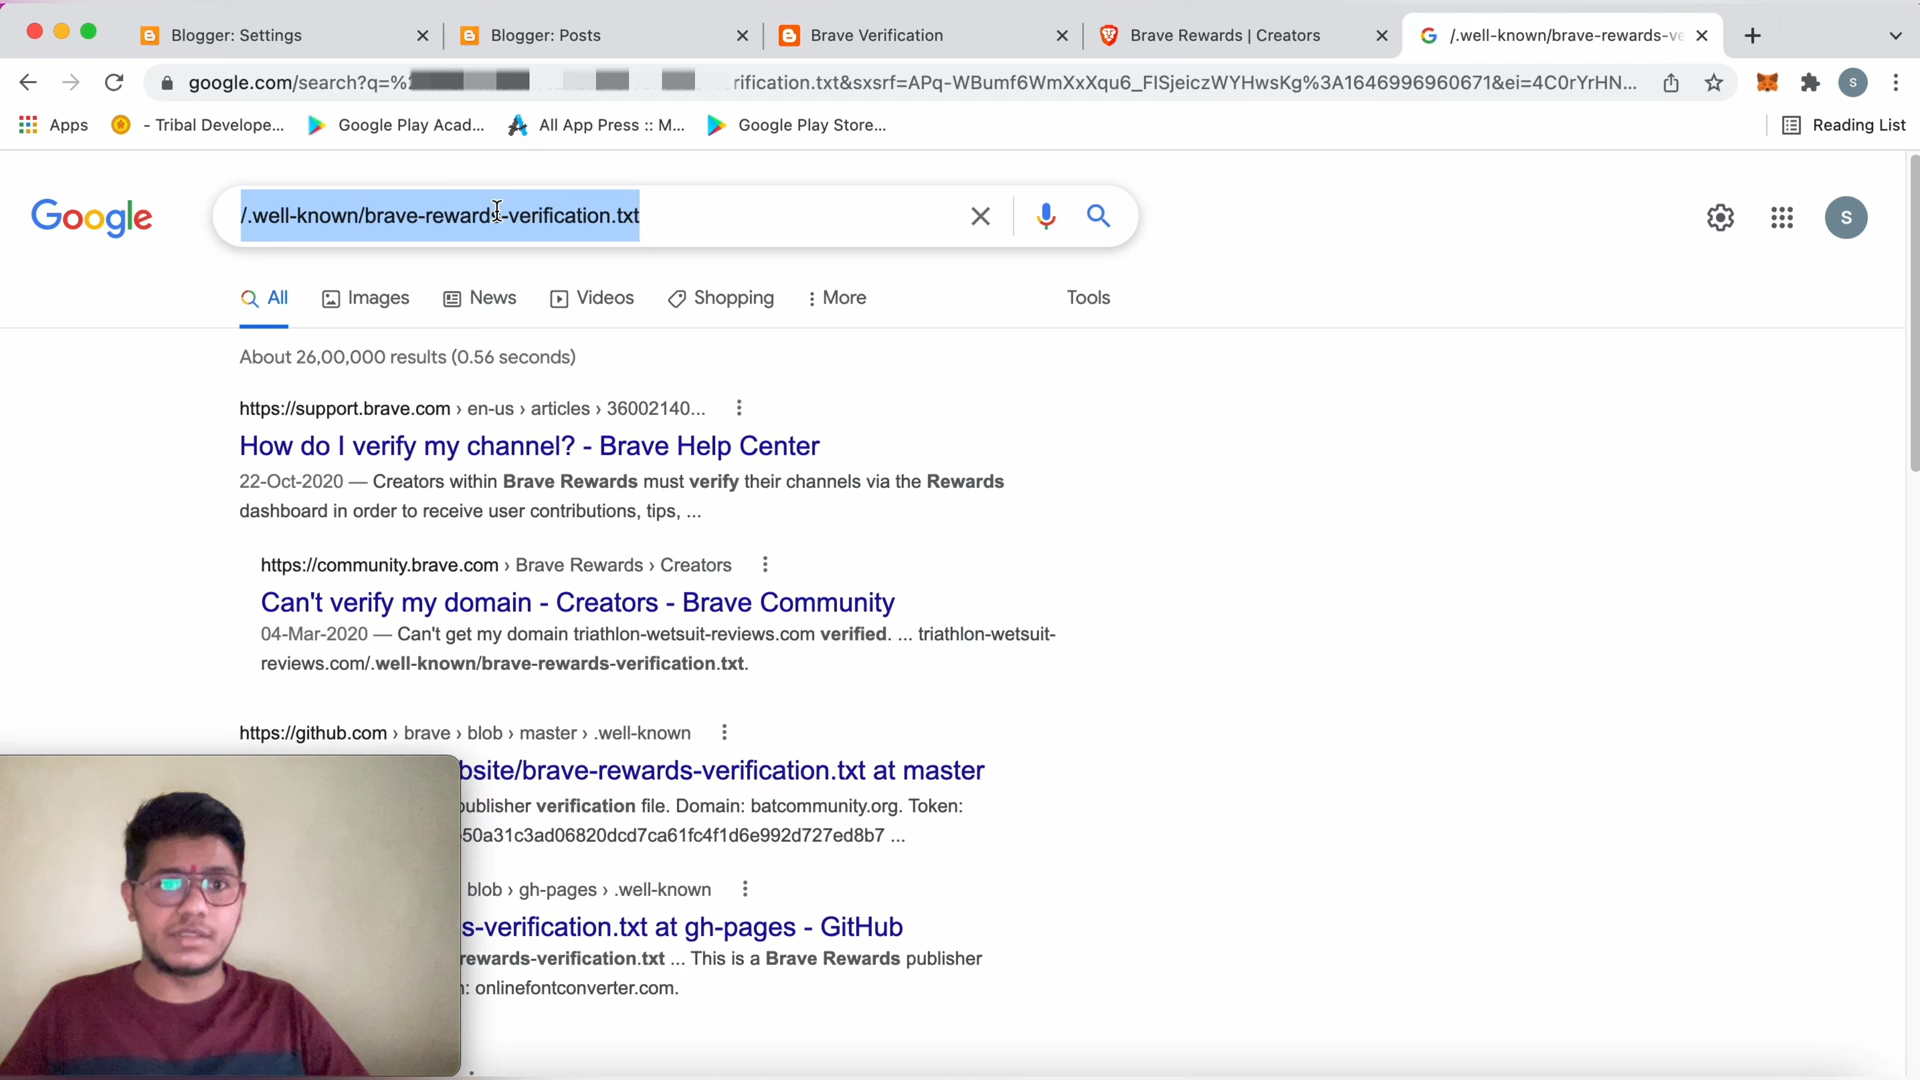 Blogger: Settings
Blogger: Posts
Brave Verification
Brave Rewards | Creators
/.well-known/brave-rewards-ve
google.com/search?q=%2
rification.txt&sxsrf=APq-WBumf6WmXxXqu6_FISjeiczWYHwsKg%3A1646996960671&ei=4C0rYrHN...
S
Apps
- Tribal Develope...
Google Play Acad...
All App Press :: M...
Google Play Store...
Reading List
Google
/.well-known/brave-rewards-verification.txt
S
All
Images
News
Videos
Shopping
More
Tools
About 26,00,000 results (0.56 seconds)
https://support.brave.com › en-us › articles › 36002140...
How do I verify my channel? - Brave Help Center
22-Oct-2020 — Creators within Brave Rewards must verify their channels via the Rewards
dashboard in order to receive user contributions, tips, ...
https://community.brave.com › Brave Rewards › Creators
Can't verify my domain - Creators - Brave Community
04-Mar-2020 — Can't get my domain triathlon-wetsuit-reviews.com verified. ... triathlon-wetsuit-
reviews.com/.well-known/brave-rewards-verification.txt.
https://github.com › brave › blob › master › .well-known
bsite/brave-rewards-verification.txt at master
publisher verification file. Domain: batcommunity.org. Token:
50a31c3ad06820dcd7ca61fc4f1d6e992d727ed8b7 ...
blob › gh-pages › .well-known
s-verification.txt at gh-pages - GitHub
rewards-verification.txt ... This is a Brave Rewards publisher
: onlinefontconverter.com.